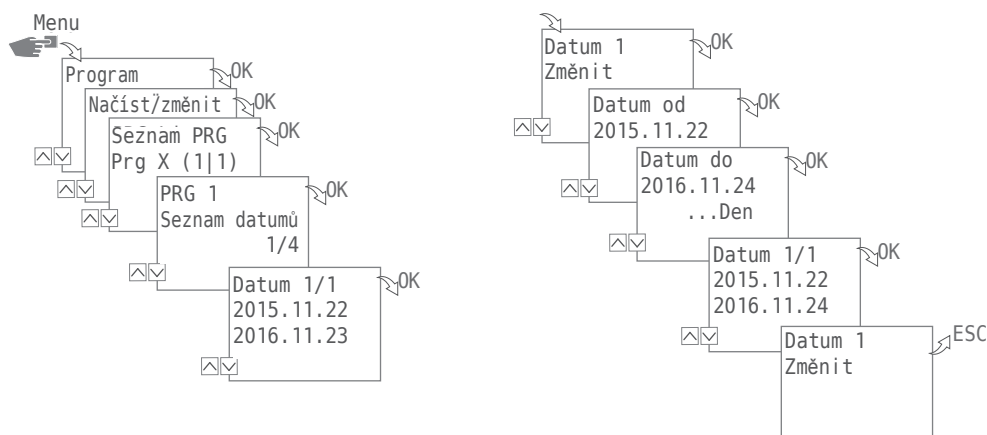 Menu
Program
OK
Načíst/změnit
OK
Seznam PRG
OK
Prg X (1|1)
PRG 1
OK
Seznam datumů
1/4
Datum 1/1
OK
2015.11.22
2016.11.23
Datum 1
OK
Změnit
Datum od
OK
2015.11.22
Datum do
OK
2016.11.24
...Den
Datum 1/1
OK
2015.11.22
2016.11.24
Datum 1
ESC
Změnit